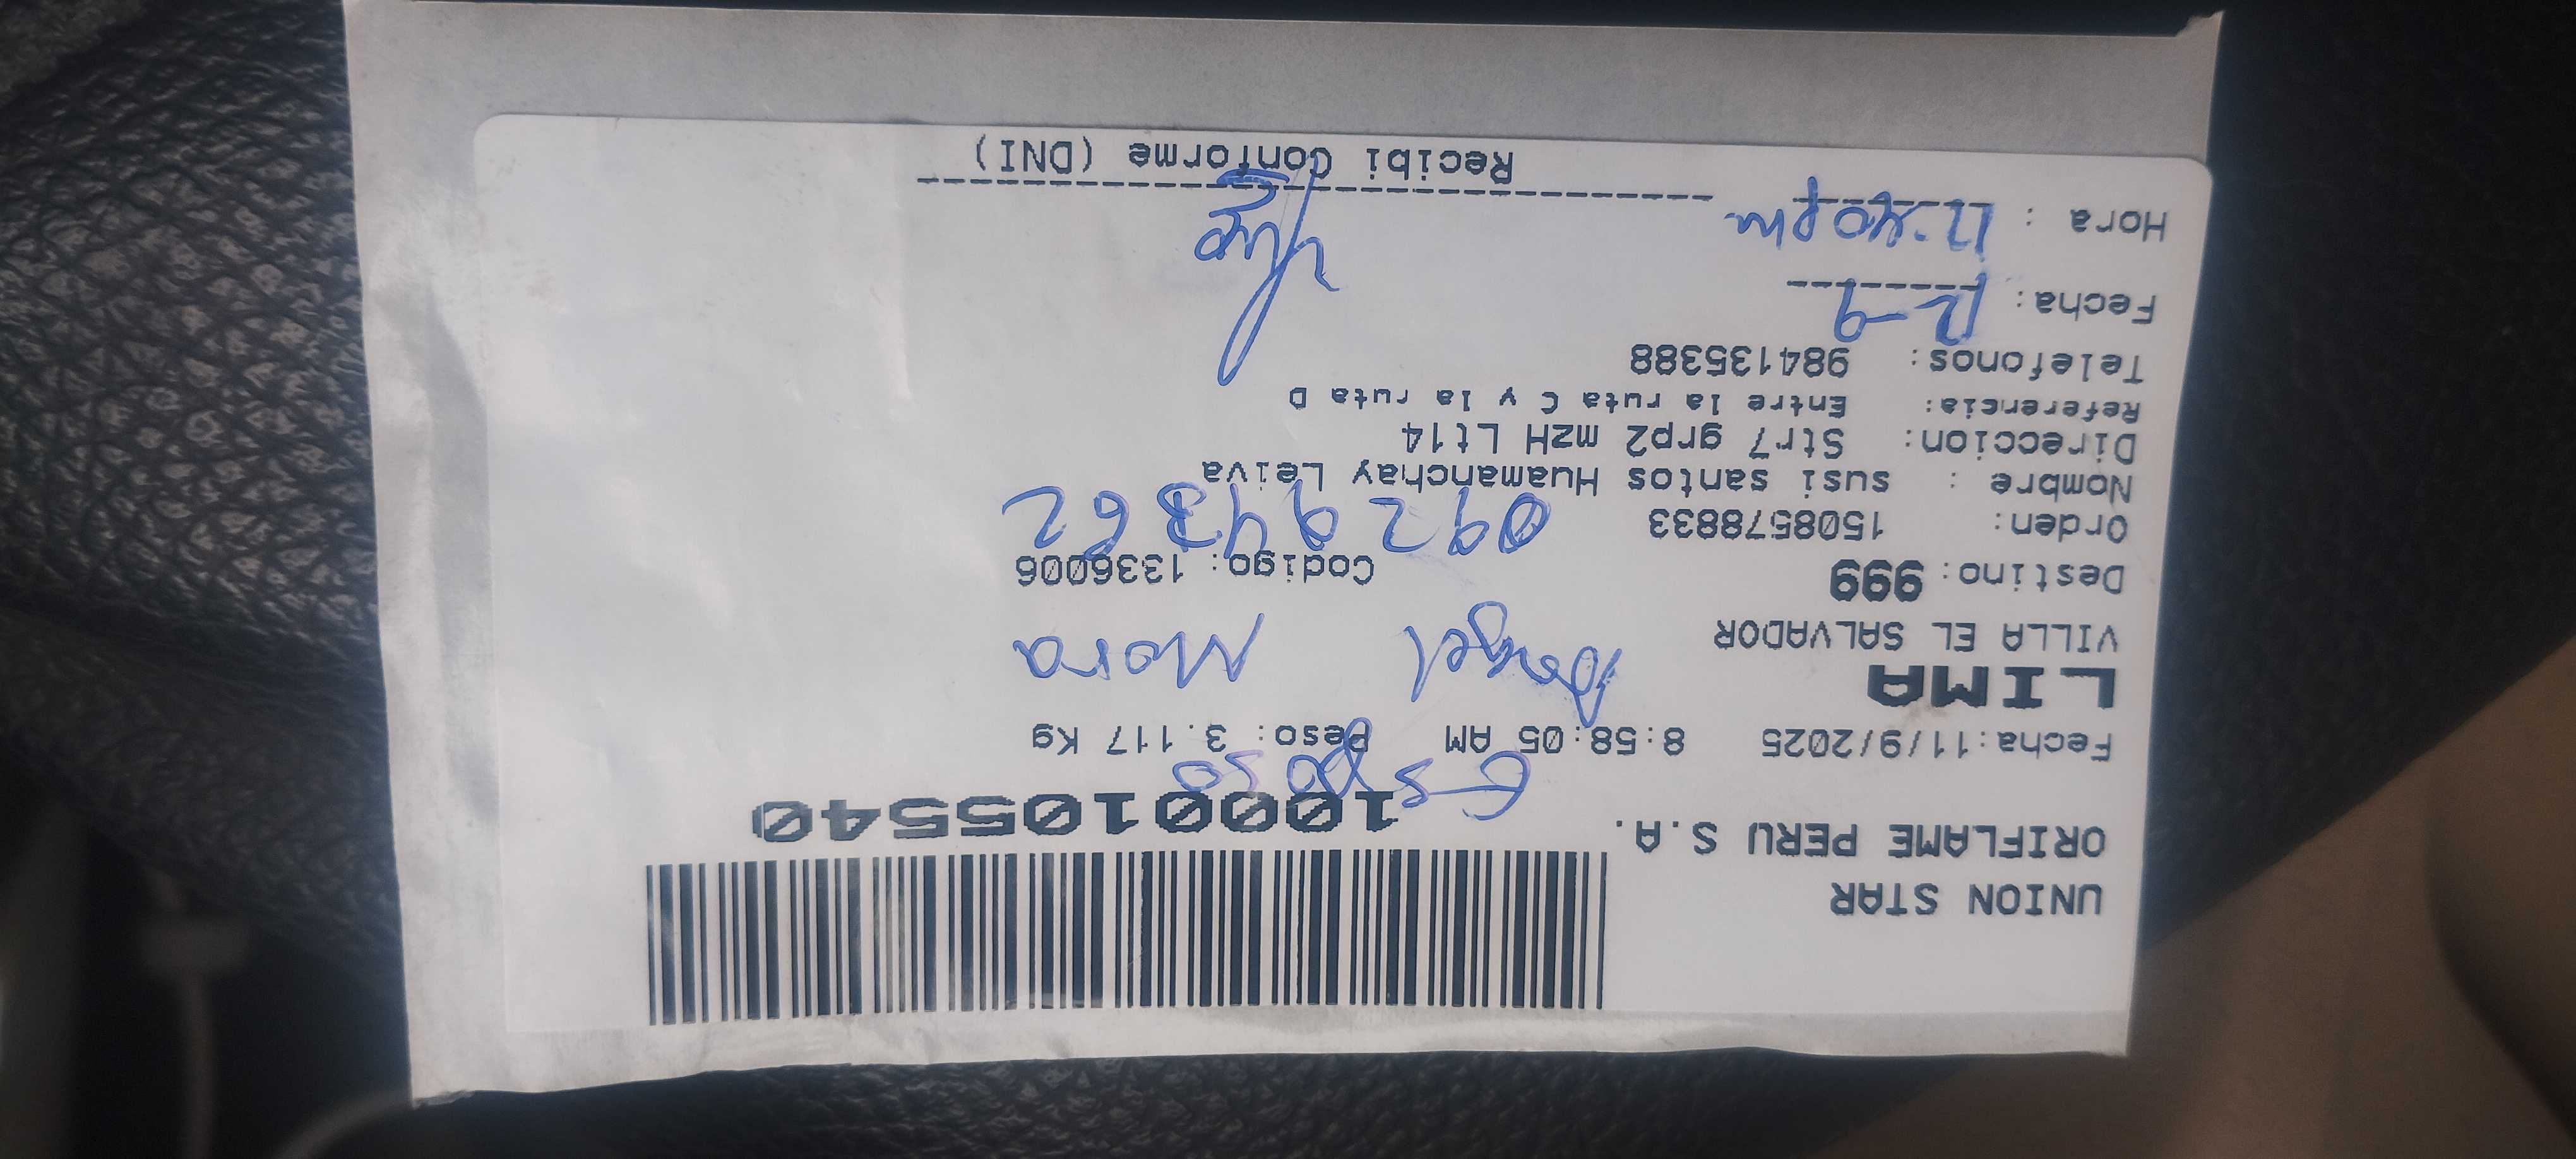 UNION STAR
ORIFLAME PERU S.A.
1000105540
Esposo
Fecha:11/9/2025 8:58:05 AM Peso: 3.117 Kg
LIMA
Angel Mora
VILLA EL SALVADOR
Destino: 999 Codigo: 1336006
09294362
Orden: 1508578833
Nombre : susi santos Huamanchay Leiva
Direccion: Str7 grp2 mzH Lt14
Referencia: Entre la ruta C y la ruta D
Telefonos: 984135388
Fecha: 12-9
Hora : 12:40pm
Recibi Conforme (DNI)